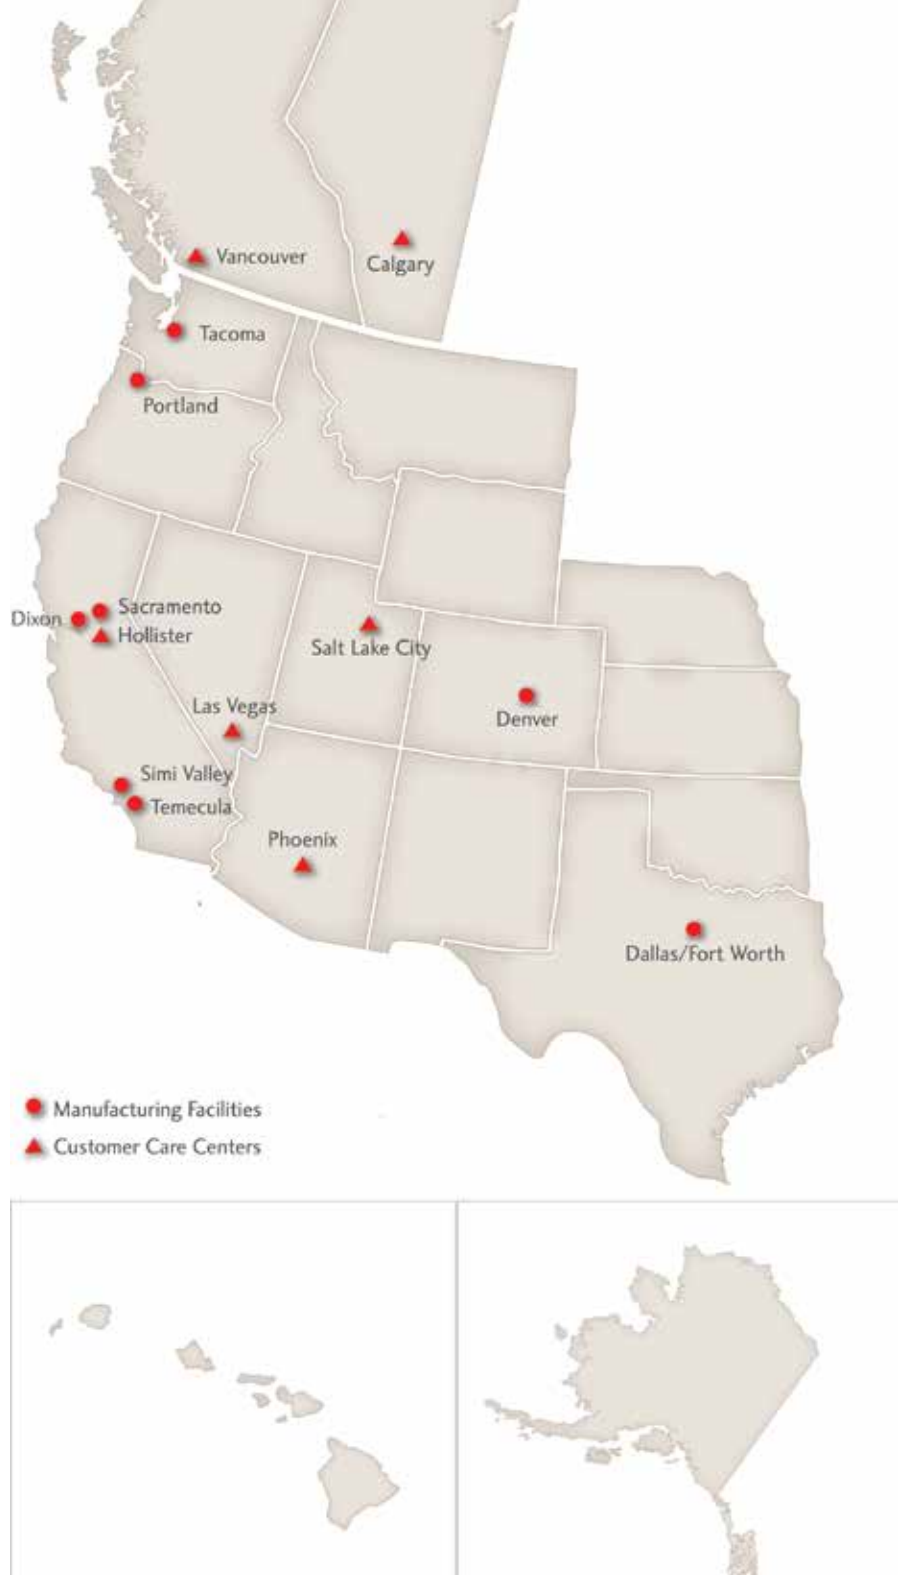 Vancouver
Calgary
Tacoma
Portland
Sacramento
Dixon
Hollister
Salt Lake City
Las Vegas
Denver
Simi Valley
Temecula
Phoenix
Dallas/Fort Worth
Manufacturing Facilities
Customer Care Centers